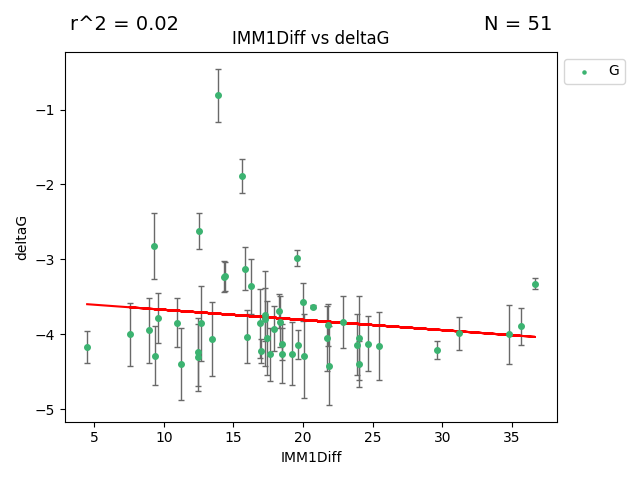 r^2 = 0.02
N = 51
IMM1Diff vs deltaG
G
−1
−2
−3
−4
−5
deltaG
5 10 15 20 25 30 35
IMM1Diff